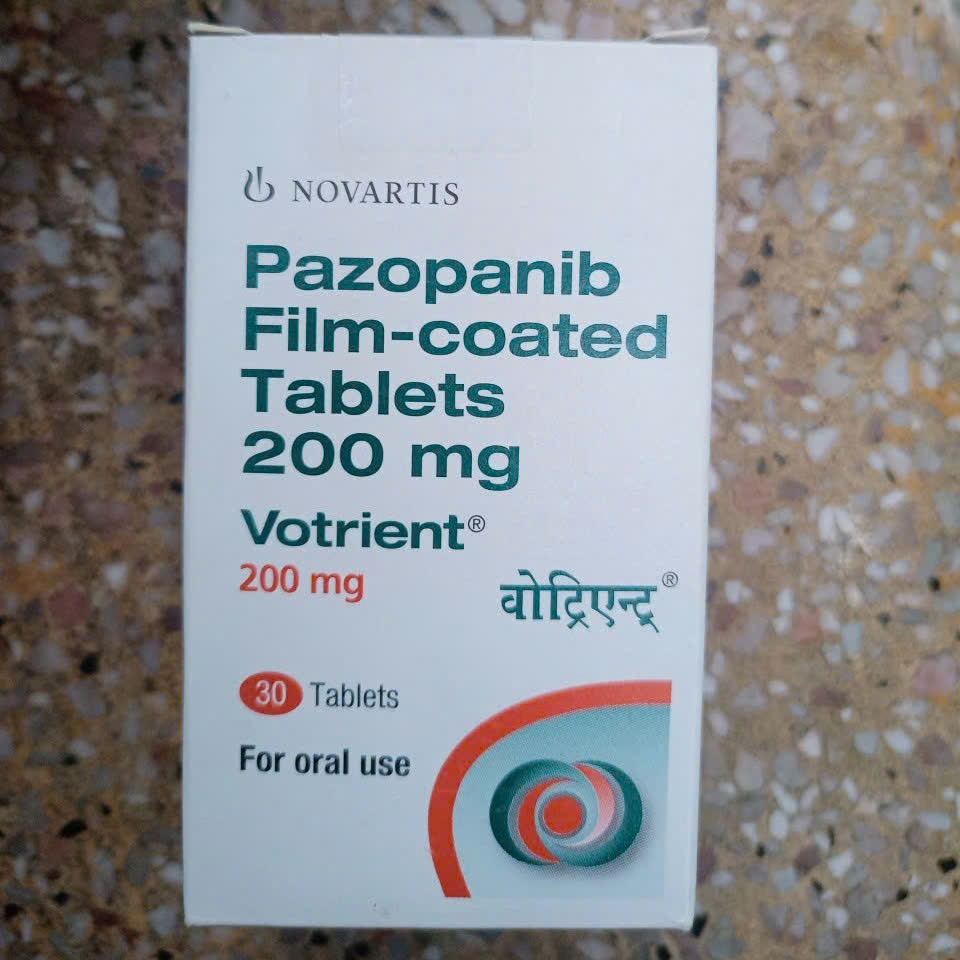 NOVARTIS
Pazopanib
Film-coated
Tablets
200 mg
Votrient®
200 mg
वोट्रिएन्ट्®
30 Tablets
For oral use